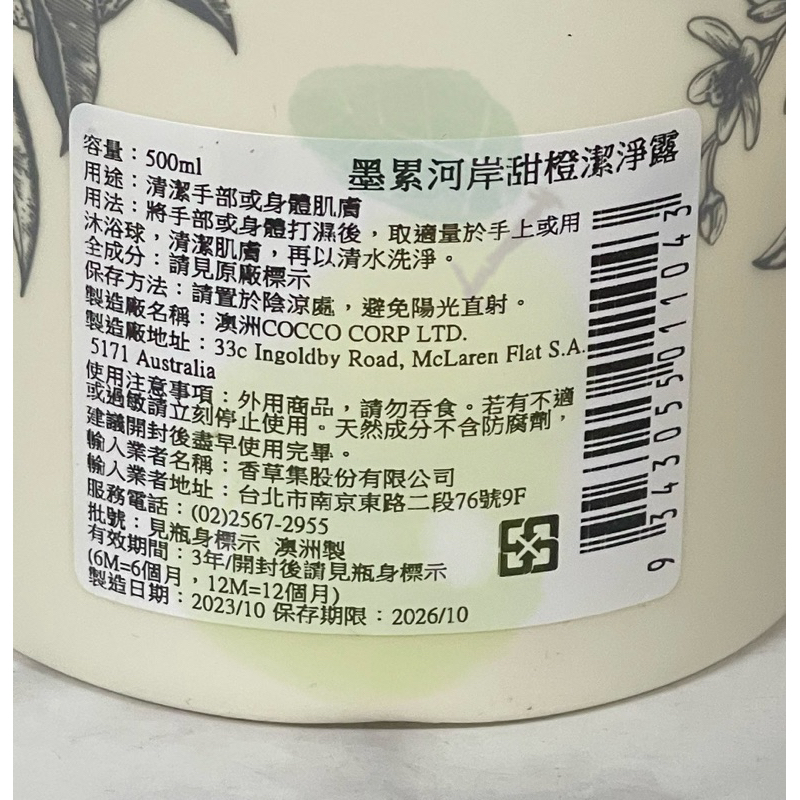 墨累河岸甜橙潔淨露
容量：500ml
用途：清潔手部或身體肌膚
用法：將手部或身體打濕後，取適量於手上或用
沐浴球，清潔肌膚，再以清水洗淨。
全成分：請見原廠標示
保存方法：請置於陰涼處，避免陽光直射。
製造廠名稱：澳洲COCCO CORP LTD.
製造廠地址：33c Ingoldby Road, McLaren Flat S.A.
5171 Australia
使用注意事項：外用商品，請勿吞食。若有不適
或過敏請立刻停止使用。天然成分不含防腐劑，
建議開封後盡早使用完畢。
輸入業者名稱：香草集股份有限公司
輸入業者地址：台北市南京東路二段76號9F
服務電話：(02)2567-2955
批號：見瓶身標示 澳洲製
有效期間：3年/開封後請見瓶身標示
(6M=6個月，12M=12個月)
製造日期：2023/10 保存期限：2026/10
9343055011043